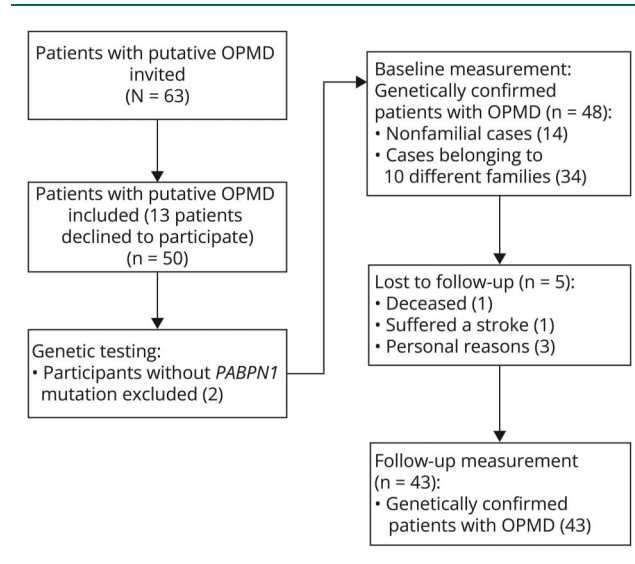 Patients with putative OPMD
invited
(N = 63)
Patients with putative OPMD
included (13 patients
declined to participate)
(n = 50)
Genetic testing:
• Participants without PABPN1
mutation excluded (2)
Baseline measurement:
Genetically confirmed
patients with OPMD (n = 48):
• Nonfamilial cases (14)
• Cases belonging to
10 different families (34)
Lost to follow-up (n = 5):
• Deceased (1)
• Suffered a stroke (1)
• Personal reasons (3)
Follow-up measurement
(n = 43):
• Genetically confirmed
patients with OPMD (43)